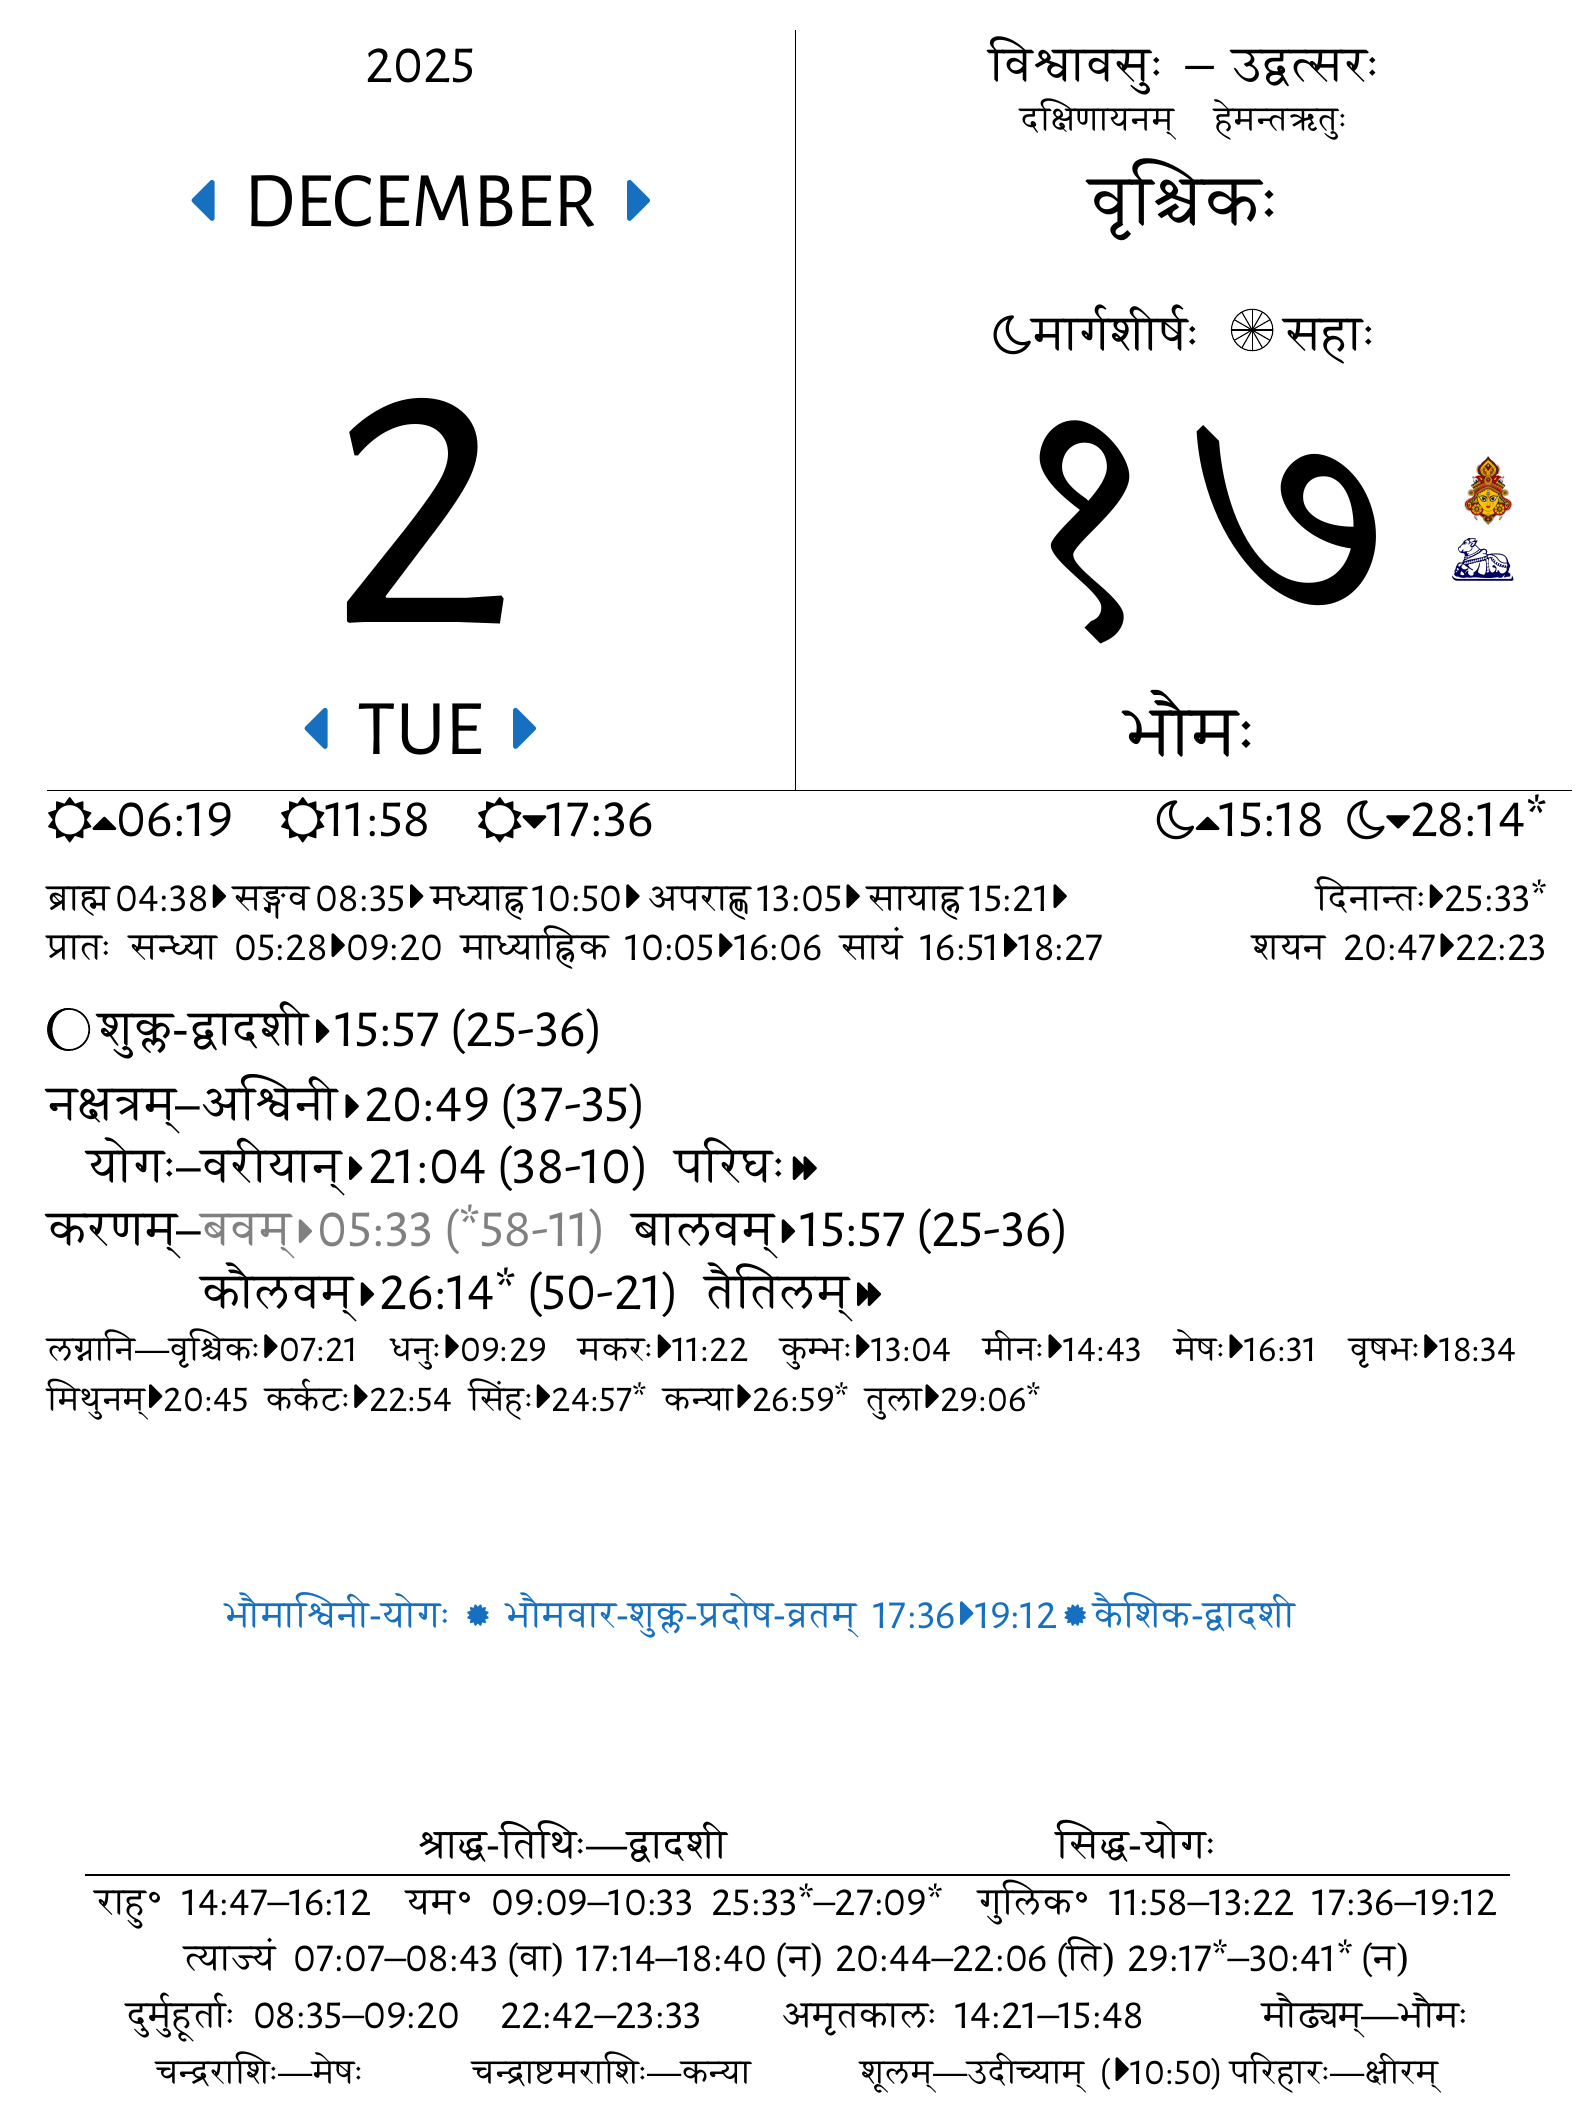 2025
DECEMBER
2
TUE
विश्वावसुः – उद्वत्सरः
दक्षिणायनम् हेमन्तऋतुः
वृश्चिकः
मार्गशीर्षः सहाः
१७
भौमः
06:19 11:58 17:36 15:18 28:14*
ब्राह्म 04:38 सङ्गव 08:35 मध्याह्न 10:50 अपराह्ण 13:05 सायाह्न 15:21 दिनान्तः 25:33*
प्रातः सन्ध्या 05:28 09:20 माध्याह्निक 10:05 16:06 सायं 16:51 18:27 शयन 20:47 22:23
शुक्ल-द्वादशी 15:57 (25-36)
नक्षत्रम्–अश्विनी 20:49 (37-35)
योगः–वरीयान् 21:04 (38-10) परिघः
करणम्–बवम् 05:33 (*58-11) बालवम् 15:57 (25-36)
कौलवम् 26:14* (50-21) तैतिलम्
लग्नानि—वृश्चिकः 07:21 धनुः 09:29 मकरः 11:22 कुम्भः 13:04 मीनः 14:43 मेषः 16:31 वृषभः 18:34
मिथुनम् 20:45 कर्कटः 22:54 सिंहः 24:57* कन्या 26:59* तुला 29:06*
भौमाश्विनी-योगः ✹ भौमवार-शुक्ल-प्रदोष-व्रतम् 17:36 19:12 ✹ कैशिक-द्वादशी
श्राद्ध-तिथिः—द्वादशी सिद्ध-योगः
राहु॰ 14:47–16:12 यम॰ 09:09–10:33 25:33*–27:09* गुलिक॰ 11:58–13:22 17:36–19:12
त्याज्यं 07:07–08:43 (वा) 17:14–18:40 (न) 20:44–22:06 (ति) 29:17*–30:41* (न)
दुर्मुहूर्ताः 08:35–09:20 22:42–23:33 अमृतकालः 14:21–15:48 मौढ्यम्—भौमः
चन्द्रराशिः—मेषः चन्द्राष्टमराशिः—कन्या शूलम्—उदीच्याम् (10:50) परिहारः—क्षीरम्